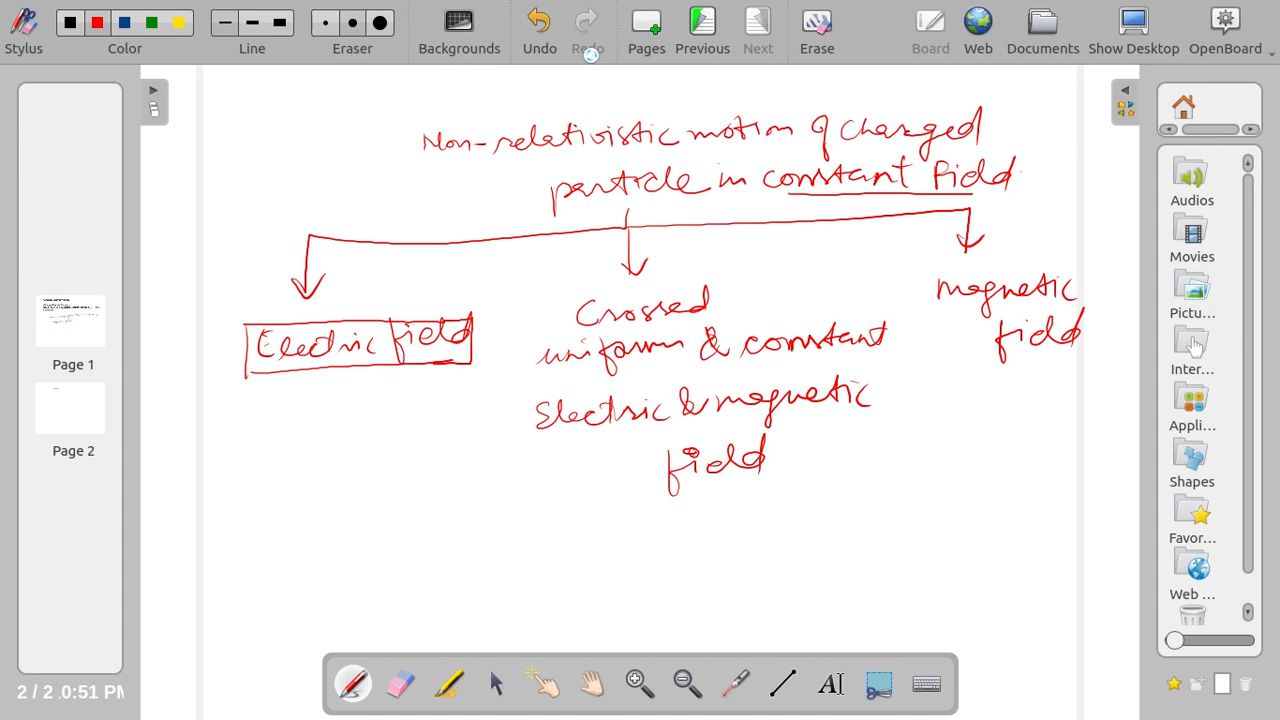 Stylus
Color
Line
Eraser
Backgrounds
Undo
Redo
Pages
Previous
Next
Erase
Board
Web
Documents
Show Desktop
OpenBoard
Non-relativistic motion of charged
particle in constant field
Electric field
Crossed
uniform & constant
Electric & magnetic
field
magnetic
field
Page 1
Page 2
2 / 2
0:51 PM
Audios
Movies
Pictu...
Inter...
Appli...
Shapes
Favor...
Web ...